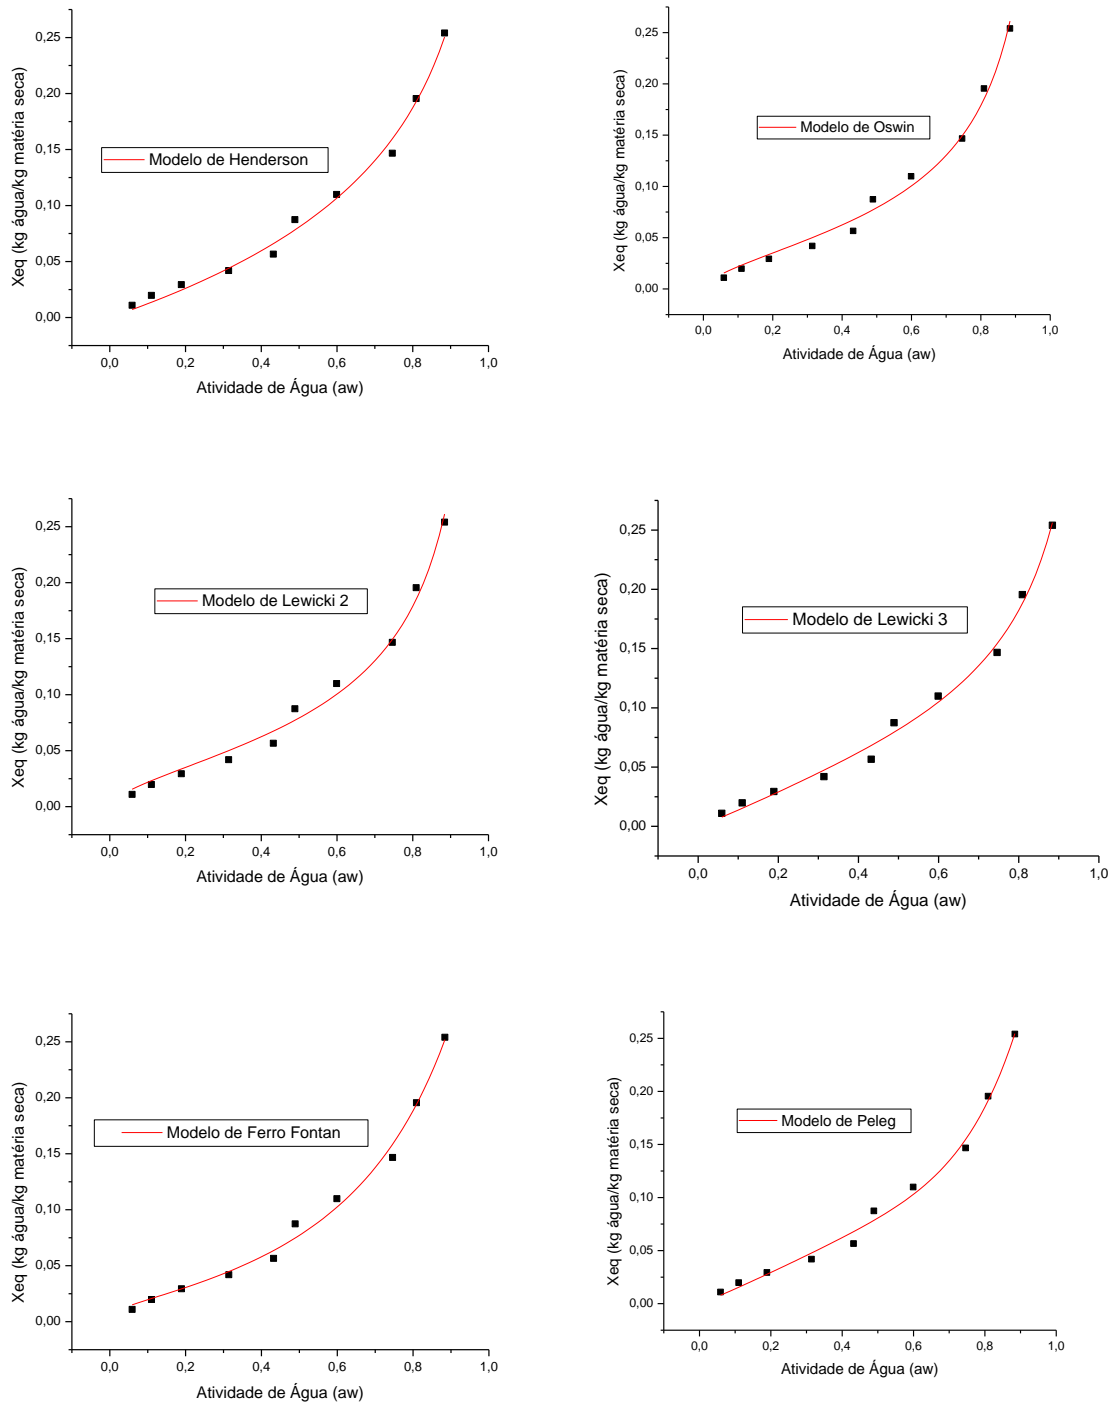 Xeq (kg água/kg matéria seca)
0,25
0,20
0,15
0,10
0,05
0,00
Modelo de Henderson
0,0 0,2 0,4 0,6 0,8 1,0
Atividade de Água (aw)
Xeq (kg água/kg matéria seca)
0,25
0,20
0,15
0,10
0,05
0,00
Modelo de Oswin
0,0 0,2 0,4 0,6 0,8 1,0
Atividade de Água (aw)
Xeq (kg água/kg matéria seca)
0,25
0,20
0,15
0,10
0,05
0,00
Modelo de Lewicki 2
0,0 0,2 0,4 0,6 0,8 1,0
Atividade de Água (aw)
Xeq (kg água/kg matéria seca)
0,25
0,20
0,15
0,10
0,05
0,00
Modelo de Lewicki 3
0,0 0,2 0,4 0,6 0,8 1,0
Atividade de Água (aw)
Xeq (kg água/kg matéria seca)
0,25
0,20
0,15
0,10
0,05
0,00
Modelo de Ferro Fontan
0,0 0,2 0,4 0,6 0,8 1,0
Atividade de Água (aw)
Xeq (kg água/kg matéria seca)
0,25
0,20
0,15
0,10
0,05
0,00
Modelo de Peleg
0,0 0,2 0,4 0,6 0,8 1,0
Atividade de Água (aw)